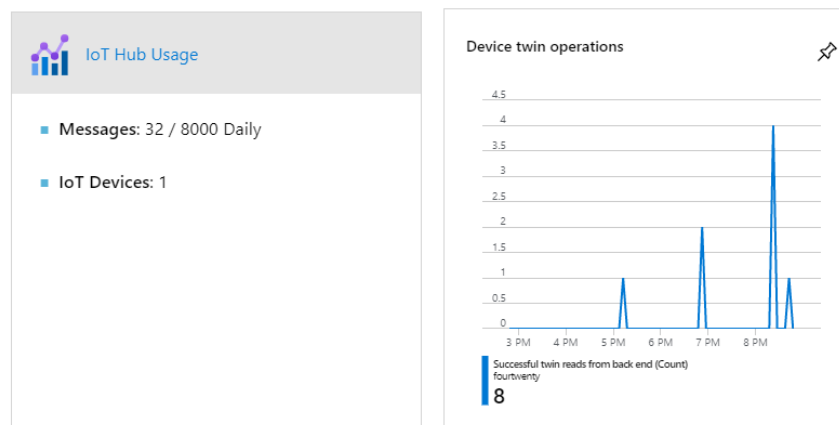 IoT Hub Usage
Messages: 32 / 8000 Daily
IoT Devices: 1
Device twin operations
4.5
4
3.5
3
2.5
2
1.5
1
0.5
0
3 PM 4 PM 5 PM 6 PM 7 PM 8 PM
Successful twin reads from back end (Count)
fourtwenty
8